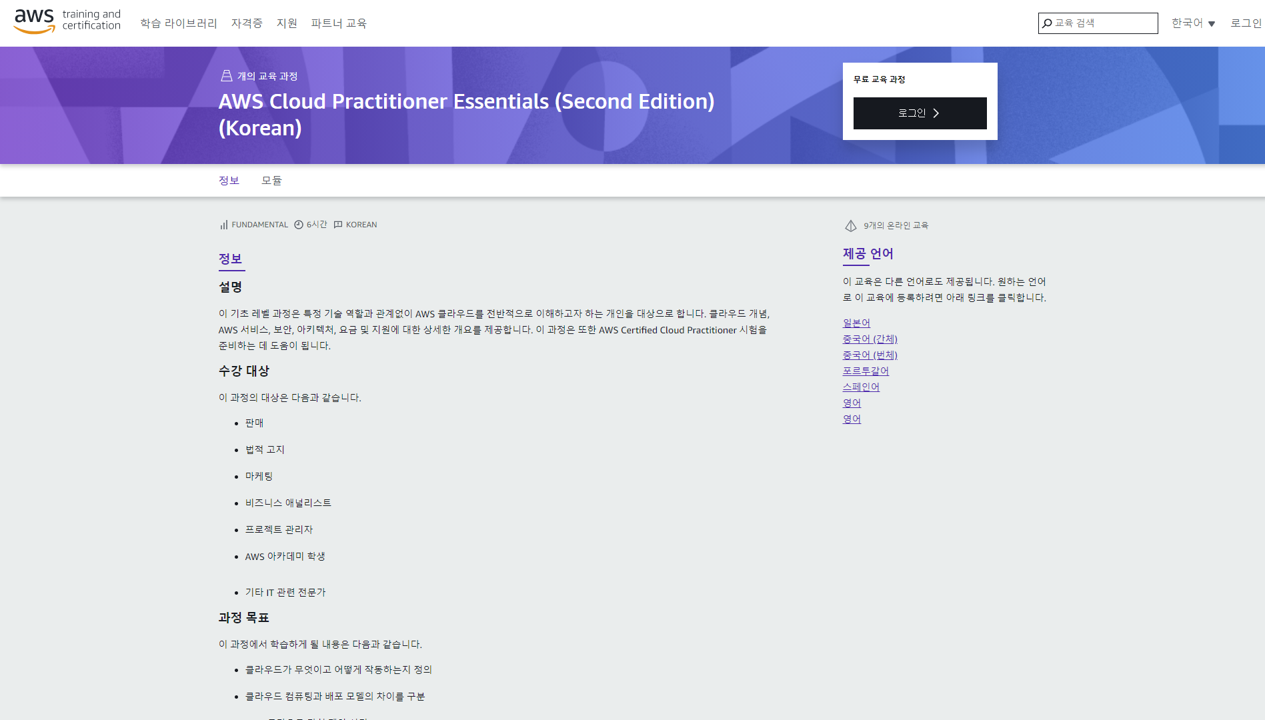 aws training and certification
학습 라이브러리 자격증 지원 파트너 교육
교육 검색
한국어 ▼ 로그인
개의 교육 과정
AWS Cloud Practitioner Essentials (Second Edition)
(Korean)
무료 교육 과정
로그인
정보 모듈
FUNDAMENTAL 6시간 KOREAN
정보
설명
이 기초 레벨 과정은 특정 기술 역할과 관계없이 AWS 클라우드를 전반적으로 이해하고자 하는 개인을 대상으로 합니다. 클라우드 개념,
AWS 서비스, 보안, 아키텍처, 요금 및 지원에 대한 상세한 개요를 제공합니다. 이 과정은 또한 AWS Certified Cloud Practitioner 시험을
준비하는 데 도움이 됩니다.
수강 대상
이 과정의 대상은 다음과 같습니다.
• 판매
• 법적 고지
• 마케팅
• 비즈니스 애널리스트
• 프로젝트 관리자
• AWS 아카데미 학생
• 기타 IT 관련 전문가
과정 목표
이 과정에서 학습하게 될 내용은 다음과 같습니다.
• 클라우드가 무엇이고 어떻게 작동하는지 정의
• 클라우드 컴퓨팅과 배포 모델의 차이를 구분
9개의 온라인 교육
제공 언어
이 교육은 다른 언어로도 제공됩니다. 원하는 언어
로 이 교육에 등록하려면 아래 링크를 클릭합니다.
일본어
중국어 (간체)
중국어 (번체)
포르투갈어
스페인어
영어
영어